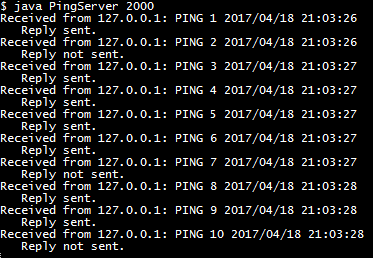 $ java PingServer 2000
Received from 127.0.0.1: PING 1 2017/04/18 21:03:26
Reply sent.
Received from 127.0.0.1: PING 2 2017/04/18 21:03:26
Reply not sent.
Received from 127.0.0.1: PING 3 2017/04/18 21:03:27
Reply sent.
Received from 127.0.0.1: PING 4 2017/04/18 21:03:27
Reply sent.
Received from 127.0.0.1: PING 5 2017/04/18 21:03:27
Reply sent.
Received from 127.0.0.1: PING 6 2017/04/18 21:03:27
Reply sent.
Received from 127.0.0.1: PING 7 2017/04/18 21:03:27
Reply not sent.
Received from 127.0.0.1: PING 8 2017/04/18 21:03:28
Reply sent.
Received from 127.0.0.1: PING 9 2017/04/18 21:03:28
Reply sent.
Received from 127.0.0.1: PING 10 2017/04/18 21:03:28
Reply not sent.